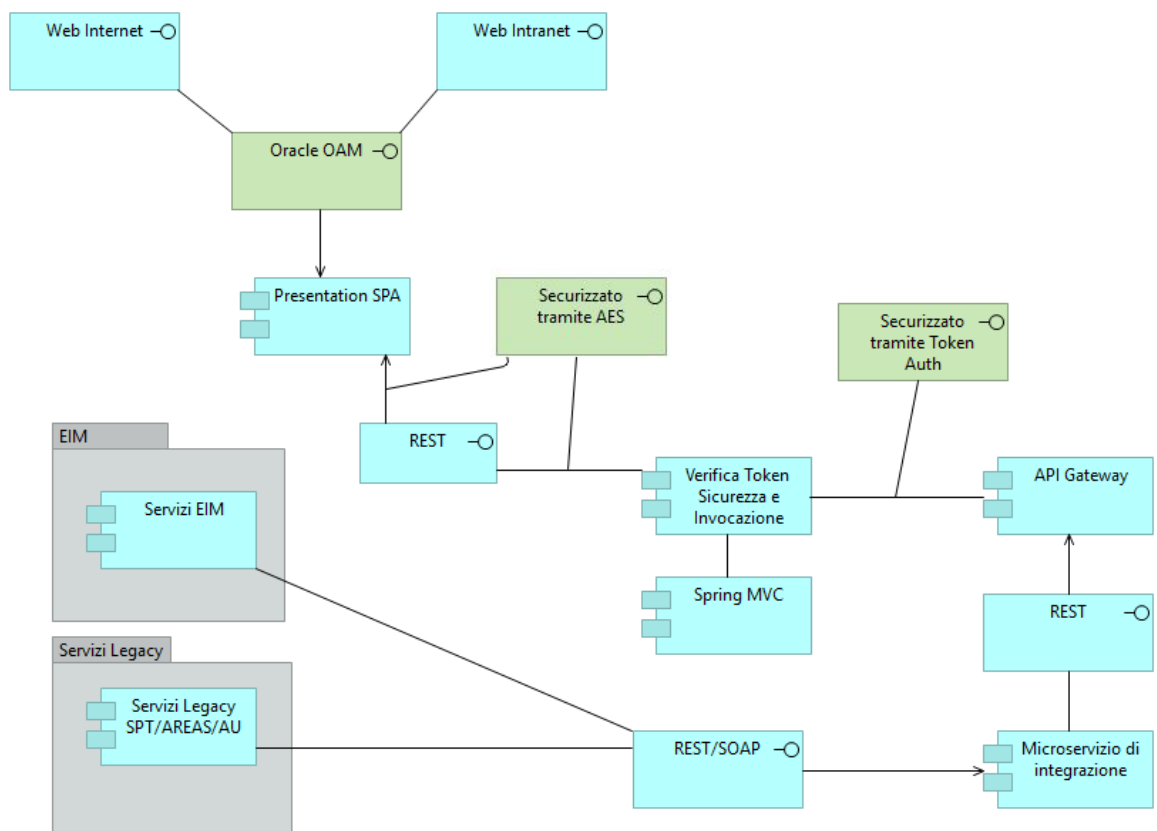 Web Internet
Web Intranet
Oracle OAM
Presentation SPA
Securizzato
tramite AES
Securizzato
tramite Token
Auth
EIM
REST
Servizi EIM
Verifica Token
Sicurezza e
Invocazione
API Gateway
Spring MVC
REST
Servizi Legacy
Servizi Legacy
SPT/AREAS/AU
REST/SOAP
Microservizio di
integrazione